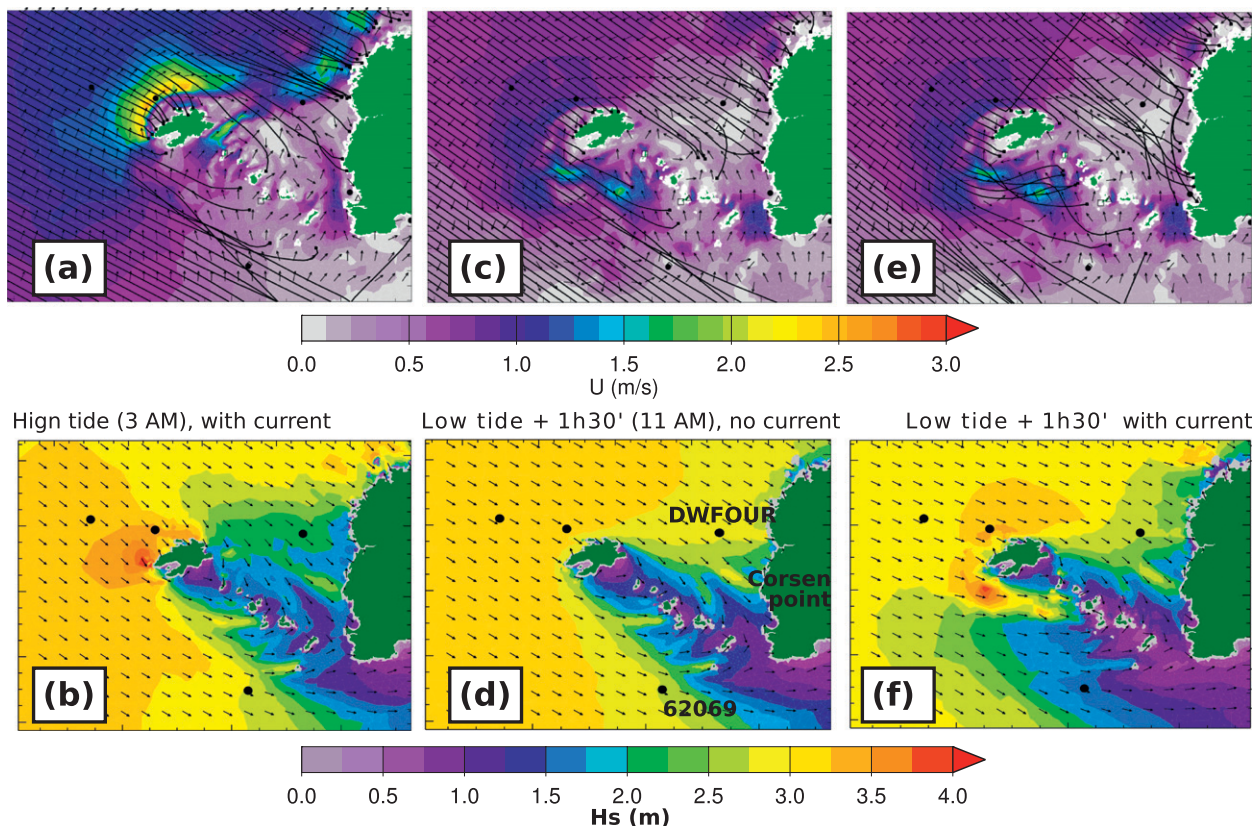 (a)
(c)
(e)
0.0 0.5 1.0 1.5 2.0 2.5 3.0
U (m/s)
Hign tide (3 AM), with current
Low tide + 1h30' (11 AM), no current
Low tide + 1h30' with current
DWFOUR
Corsen
point
(b)
(d)
62069
(f)
0.0 0.5 1.0 1.5 2.0 2.5 3.0 3.5 4.0
Hs (m)